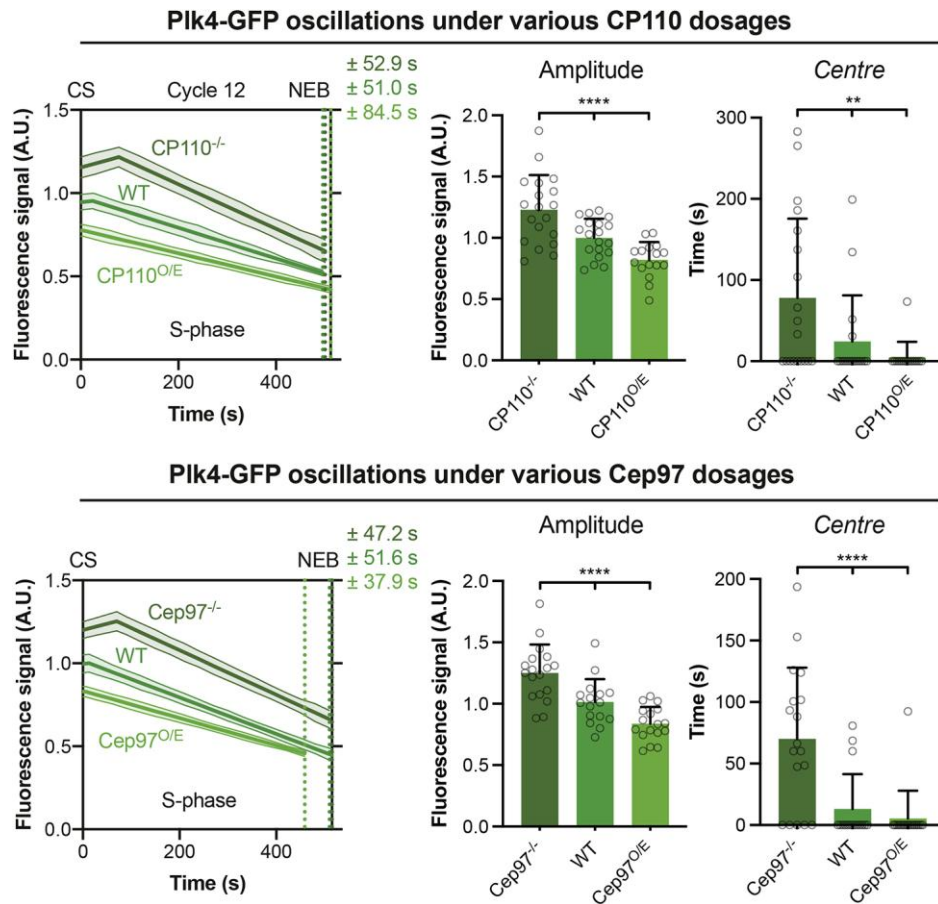 Plk4-GFP oscillations under various CP110 dosages
CS Cycle 12 NEB
± 52.9 s
± 51.0 s
± 84.5 s
Fluorescence signal (A.U.)
1.5
1.0
0.5
0.0
CP110-/-
WT
CP110O/E
S-phase
0 200 400
Time (s)
Amplitude
****
Fluorescence signal (A.U.)
2.0
1.5
1.0
0.5
0.0
CP110-/- WT CP110O/E
Centre
**
Time (s)
300
200
100
0
CP110-/- WT CP110O/E
Plk4-GFP oscillations under various Cep97 dosages
CS NEB
± 47.2 s
± 51.6 s
± 37.9 s
Fluorescence signal (A.U.)
1.5
1.0
0.5
0.0
Cep97-/-
WT
Cep97O/E
S-phase
0 200 400
Time (s)
Amplitude
****
Fluorescence signal (A.U.)
2.0
1.5
1.0
0.5
0.0
Cep97-/- WT Cep97O/E
Centre
****
Time (s)
200
150
100
50
0
Cep97-/- WT Cep97O/E